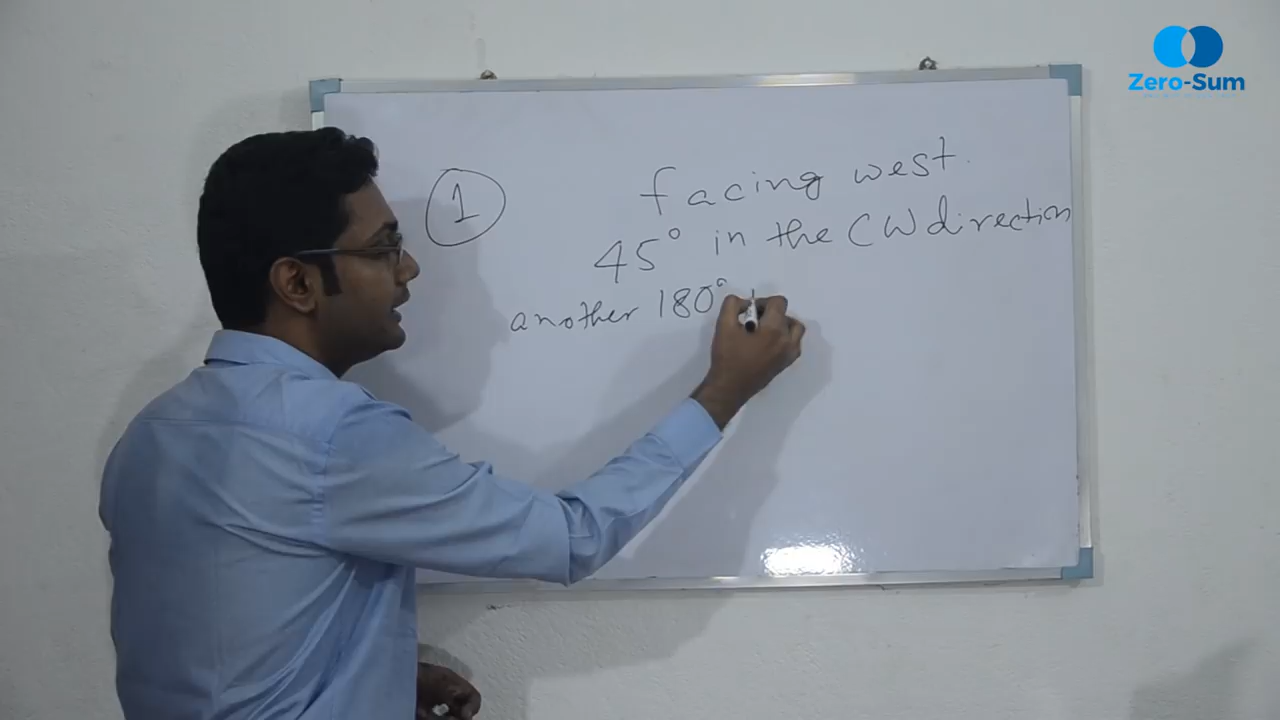 Zero-Sum
1
facing west.
45° in the CW direction
another 180°